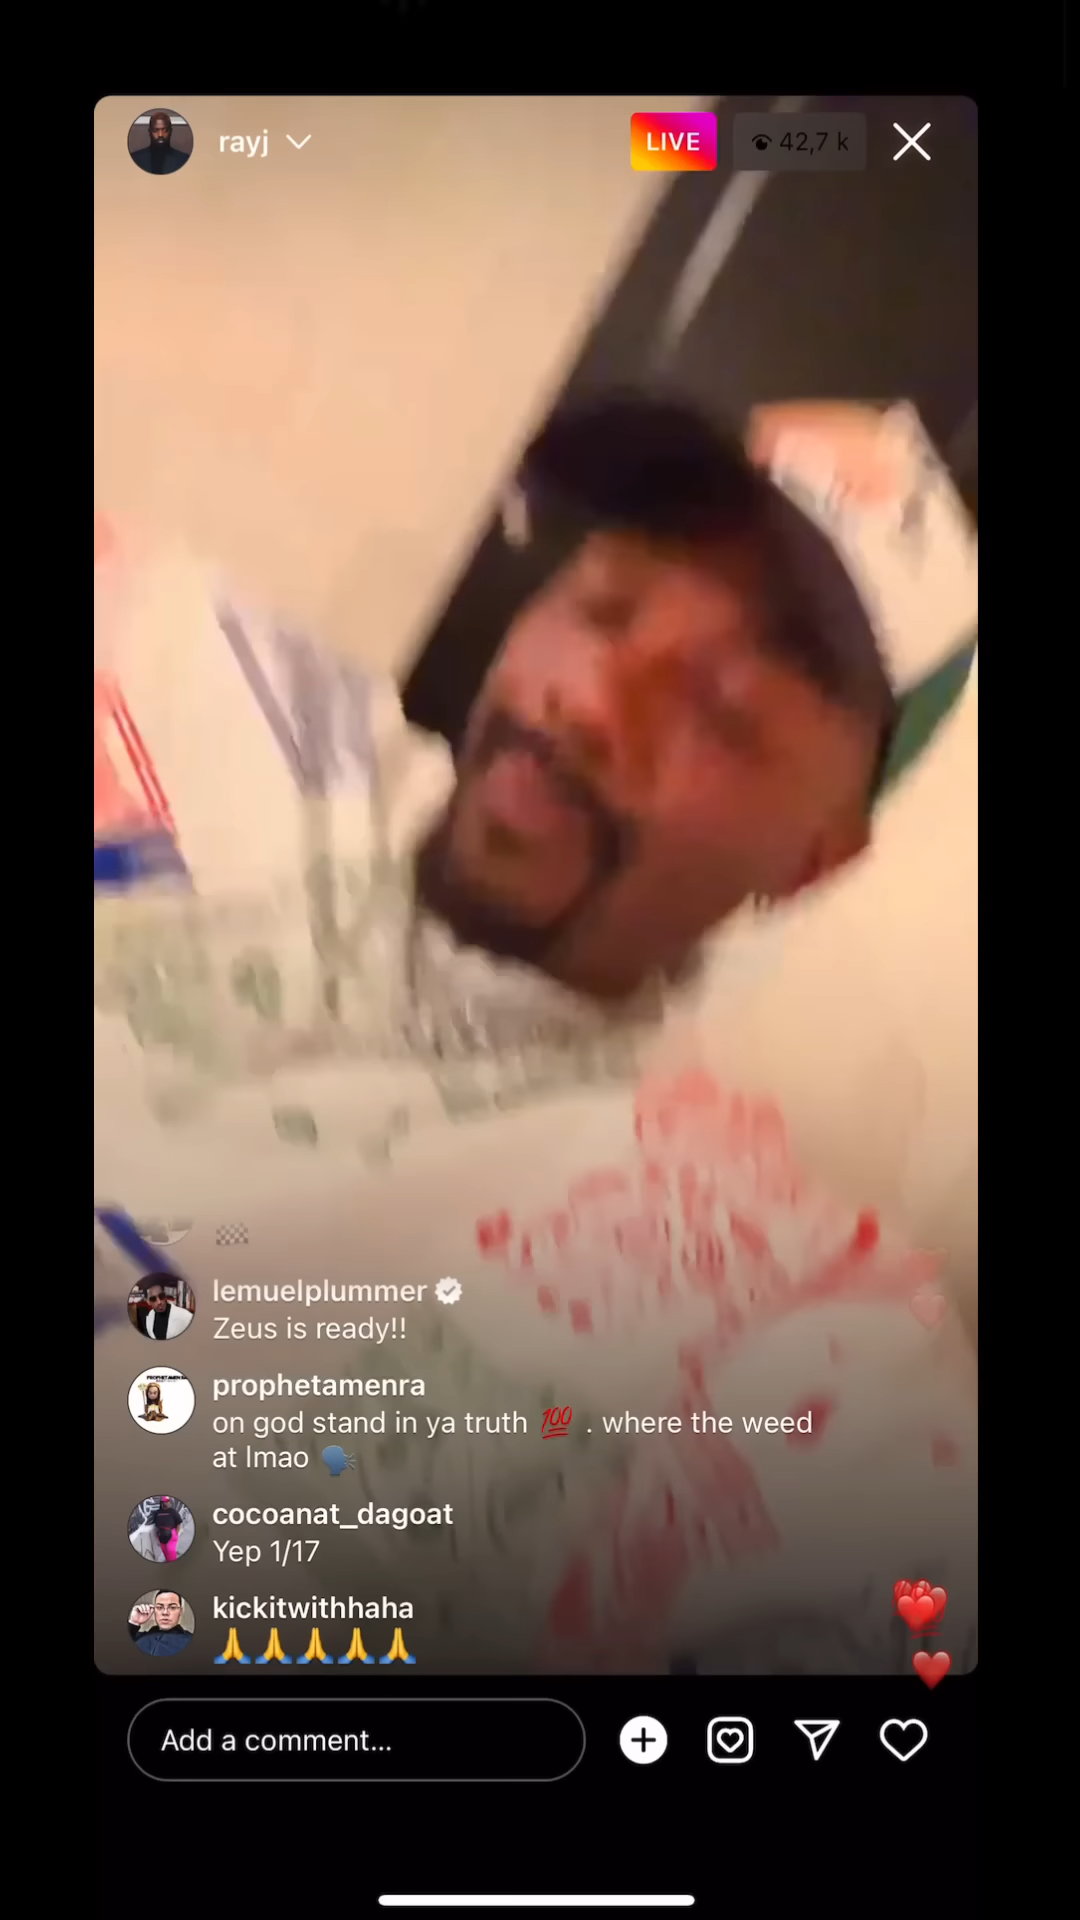 rayj
LIVE
42,7 k
lemuelplummer
Zeus is ready!!
prophetamenra
on god stand in ya truth 💯 . where the weed
at lmao 🗣️
cocoanat_dagoat
Yep 1/17
kickitwithhaha
🙏🙏🙏🙏🙏
Add a comment...